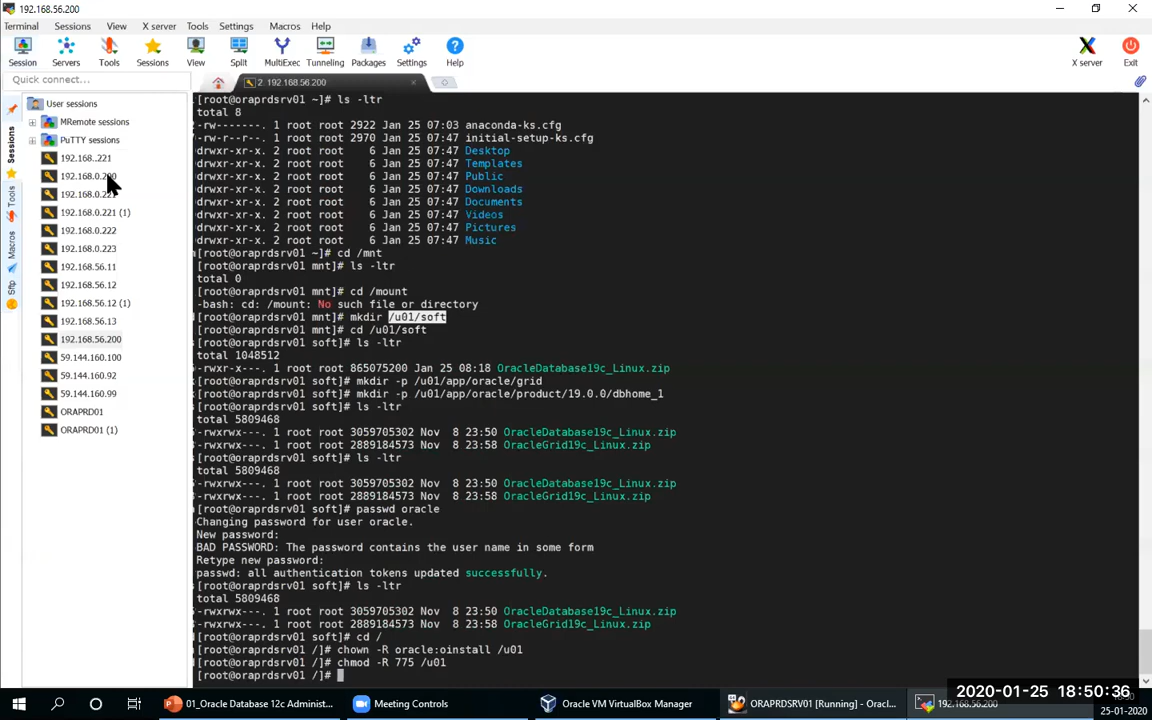 192.168.56.200
Terminal Sessions View X server Tools Settings Macros Help
Session Servers Tools Sessions View Split MultiExec Tunneling Packages Settings Help X server Exit
Quick connect...
2. 192.168.56.200
Sessions
Tools
Macros
Sftp
User sessions
MRemote sessions
PuTTY sessions
192.168..221
192.168.0.200
192.168.0.221
192.168.0.221 (1)
192.168.0.222
192.168.0.223
192.168.56.11
192.168.56.12
192.168.56.12 (1)
192.168.56.13
192.168.56.200
59.144.160.100
59.144.160.92
59.144.160.99
ORAPRD01
ORAPRD01 (1)
[root@oraprdsrv01 ~]# ls -ltr
total 8
-rw-------. 1 root root 2922 Jan 25 07:03 anaconda-ks.cfg
-rw-r--r--. 1 root root 2970 Jan 25 07:47 initial-setup-ks.cfg
drwxr-xr-x. 2 root root    6 Jan 25 07:47 Desktop
drwxr-xr-x. 2 root root    6 Jan 25 07:47 Templates
drwxr-xr-x. 2 root root    6 Jan 25 07:47 Public
drwxr-xr-x. 2 root root    6 Jan 25 07:47 Downloads
drwxr-xr-x. 2 root root    6 Jan 25 07:47 Documents
drwxr-xr-x. 2 root root    6 Jan 25 07:47 Videos
drwxr-xr-x. 2 root root    6 Jan 25 07:47 Pictures
drwxr-xr-x. 2 root root    6 Jan 25 07:47 Music
[root@oraprdsrv01 ~]# cd /mnt
[root@oraprdsrv01 mnt]# ls -ltr
total 0
[root@oraprdsrv01 mnt]# cd /mount
-bash: cd: /mount: No such file or directory
[root@oraprdsrv01 mnt]# mkdir /u01/soft
[root@oraprdsrv01 mnt]# cd /u01/soft
[root@oraprdsrv01 soft]# ls -ltr
total 1048512
-rwxr-x---. 1 root root 865075200 Jan 25 08:18 OracleDatabase19c_Linux.zip
[root@oraprdsrv01 soft]# mkdir -p /u01/app/oracle/grid
[root@oraprdsrv01 soft]# mkdir -p /u01/app/oracle/product/19.0.0/dbhome_1
[root@oraprdsrv01 soft]# ls -ltr
total 5809468
-rwxrwx---. 1 root root 3059705302 Nov  8 23:50 OracleDatabase19c_Linux.zip
-rwxrwx---. 1 root root 2889184573 Nov  8 23:58 OracleGrid19c_Linux.zip
[root@oraprdsrv01 soft]# ls -ltr
total 5809468
-rwxrwx---. 1 root root 3059705302 Nov  8 23:50 OracleDatabase19c_Linux.zip
-rwxrwx---. 1 root root 2889184573 Nov  8 23:58 OracleGrid19c_Linux.zip
[root@oraprdsrv01 soft]# passwd oracle
Changing password for user oracle.
New password:
BAD PASSWORD: The password contains the user name in some form
Retype new password:
passwd: all authentication tokens updated successfully.
[root@oraprdsrv01 soft]# ls -ltr
total 5809468
-rwxrwx---. 1 root root 3059705302 Nov  8 23:50 OracleDatabase19c_Linux.zip
-rwxrwx---. 1 root root 2889184573 Nov  8 23:58 OracleGrid19c_Linux.zip
[root@oraprdsrv01 soft]# cd /
[root@oraprdsrv01 /]# chown -R oracle:oinstall /u01
[root@oraprdsrv01 /]# chmod -R 775 /u01
[root@oraprdsrv01 /]#
01_Oracle Database 12c Administ... Meeting Controls Oracle VM VirtualBox Manager ORAPRDSRV01 [Running] - Orac... 192.168.56.200
2020-01-25 18:50:36
25-01-2020